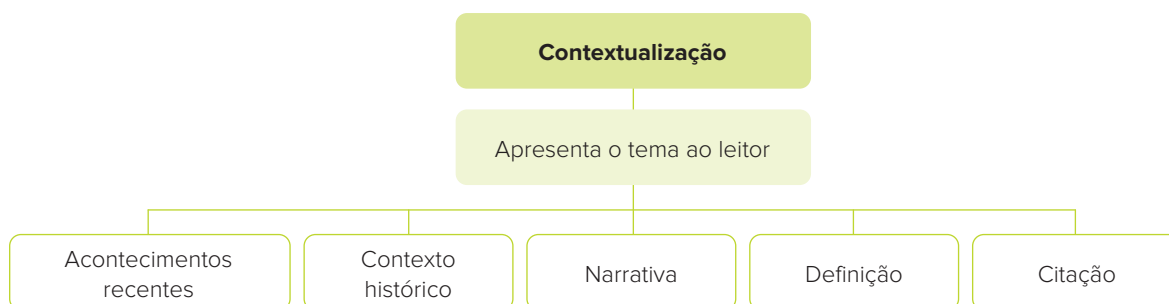 Contextualização
Apresenta o tema ao leitor
Acontecimentos
recentes
Contexto
histórico
Narrativa
Definição
Citação